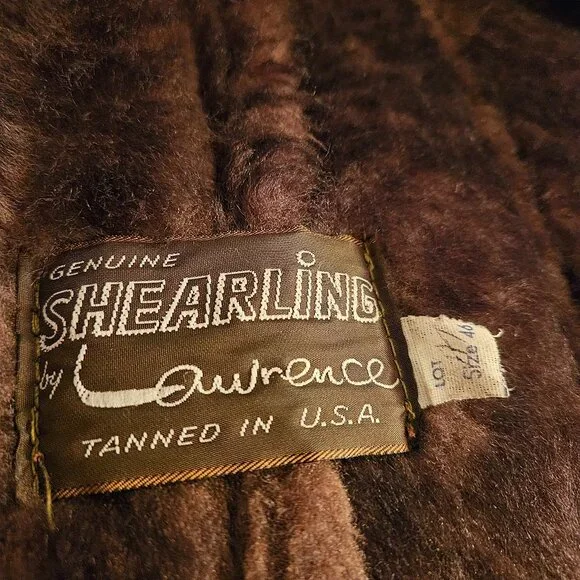 GENUINE
SHEARLiNG
by Lawrence
TANNED IN U.S.A.
LOT
Size 46